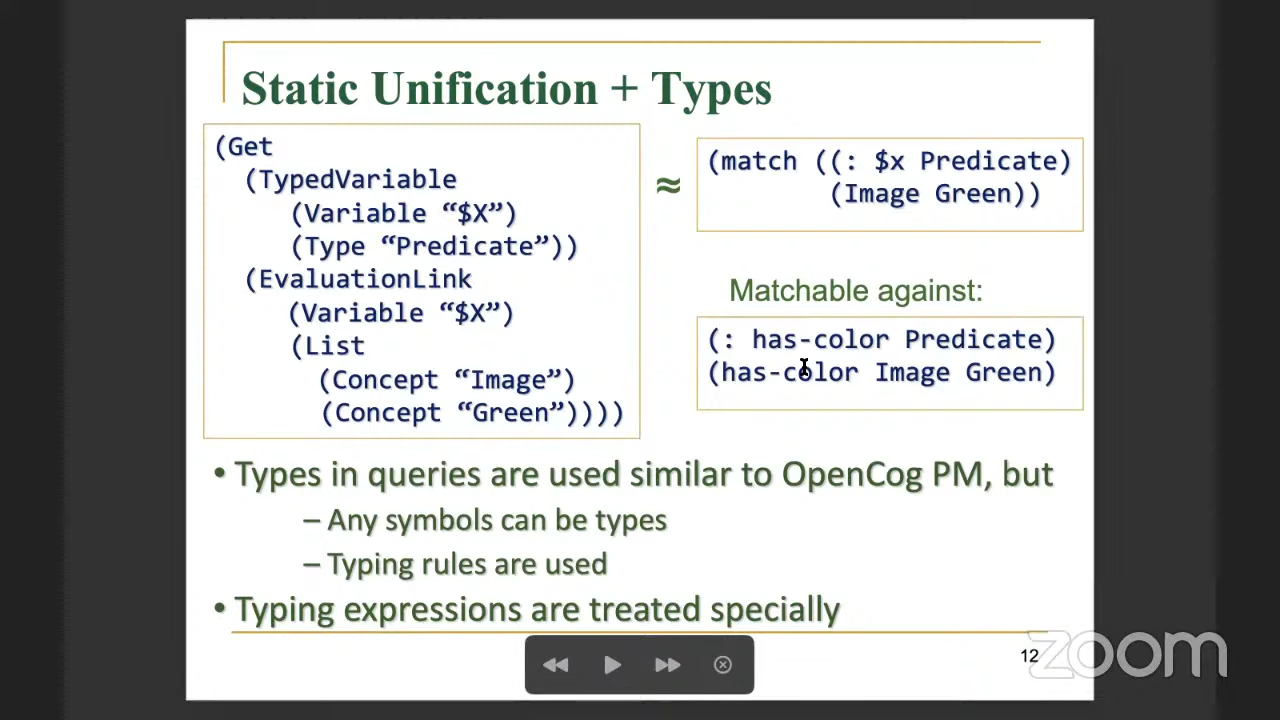 Static Unification + Types
(Get
(TypedVariable
(Variable “$X”)
(Type “Predicate”))
(EvaluationLink
(Variable “$X”)
(List
(Concept “Image”)
(Concept “Green”))))
≈
(match ((: $x Predicate)
(Image Green))
Matchable against:
(: has-color Predicate)
(has-color Image Green)
• Types in queries are used similar to OpenCog PM, but
– Any symbols can be types
– Typing rules are used
• Typing expressions are treated specially
12
zoom